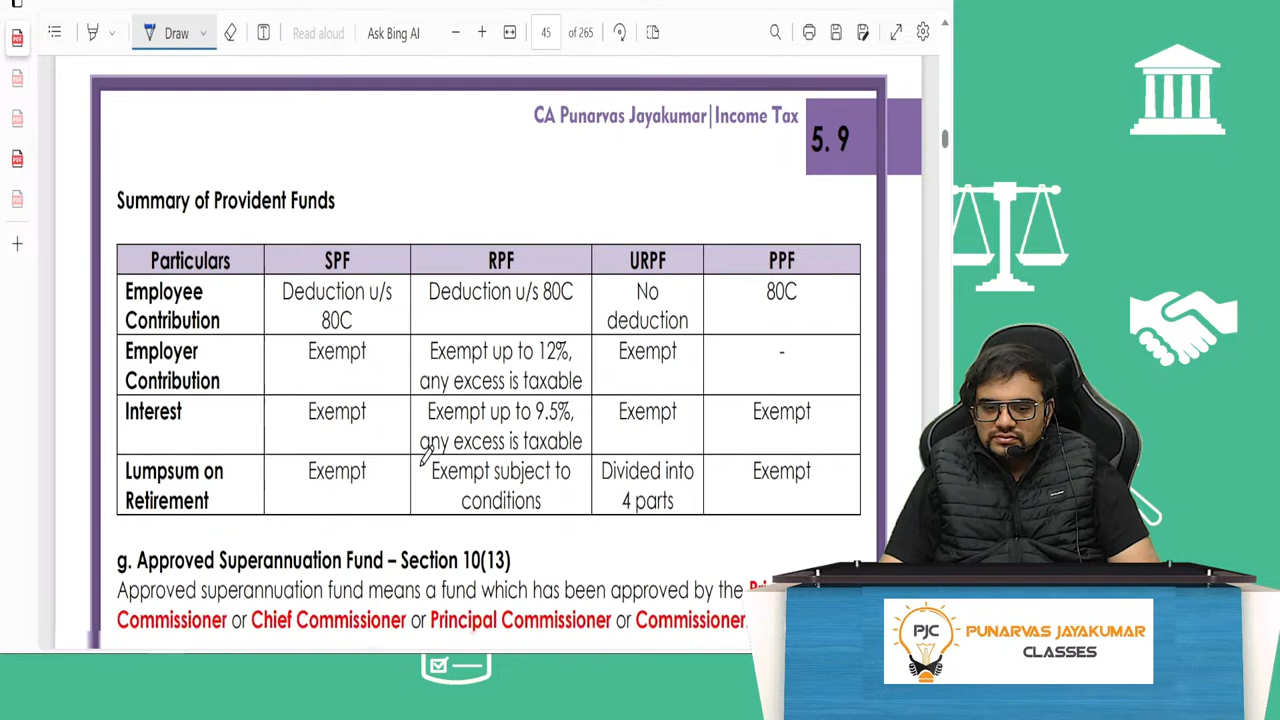 Draw
Read aloud
Ask Bing AI
45
of 265
CA Punarvas Jayakumar|Income Tax
5. 9
Summary of Provident Funds
Particulars SPF RPF URPF PPF
Employee Contribution Deduction u/s 80C Deduction u/s 80C No deduction 80C
Employer Contribution Exempt Exempt up to 12%, any excess is taxable Exempt -
Interest Exempt Exempt up to 9.5%, any excess is taxable Exempt Exempt
Lumpsum on Retirement Exempt Exempt subject to conditions Divided into 4 parts Exempt
g. Approved Superannuation Fund – Section 10(13)
Approved superannuation fund means a fund which has been approved by the
Commissioner or Chief Commissioner or Principal Commissioner or Commissioner
PJC
PUNARVAS JAYAKUMAR
CLASSES